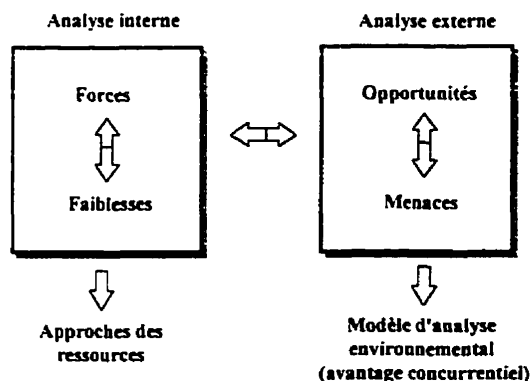 Analyse interne
Forces
Faiblesses
Approches des
ressources
Analyse externe
Opportunités
Menaces
Modèle d'analyse
environnemental
(avantage concurrentiel)